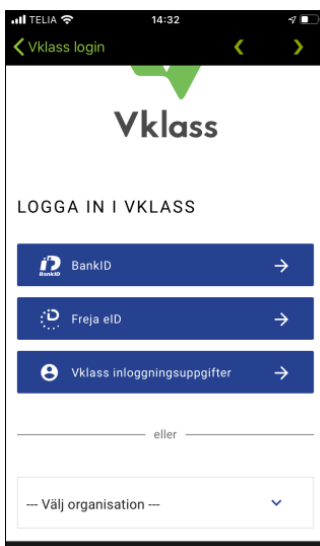 TELIA 14:32
Vklass login
Vklass
LOGGA IN I VKLASS
BankID BankID
Freja eID
Vklass inloggningsuppgifter
eller
--- Välj organisation ---